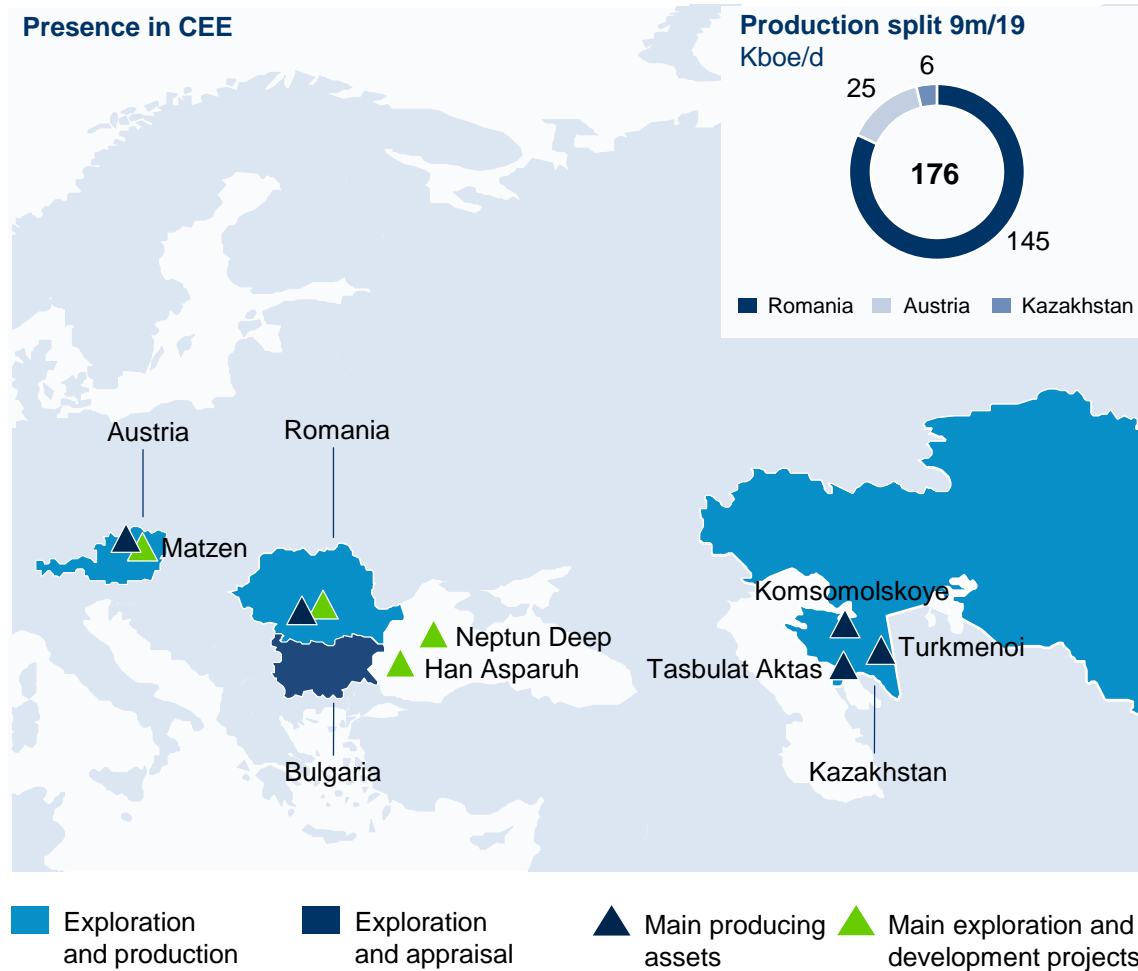 Presence in CEE
Production split 9m/19
Kboe/d
6
25
176
145
Romania
Austria
Kazakhstan
Austria
Romania
Matzen
Komsomolskoye
Neptun Deep
Turkmenoi
Han Asparuh
Tasbulat Aktas
Bulgaria
Kazakhstan
Exploration
and production
Exploration
and appraisal
Main producing
assets
Main exploration and
development projects